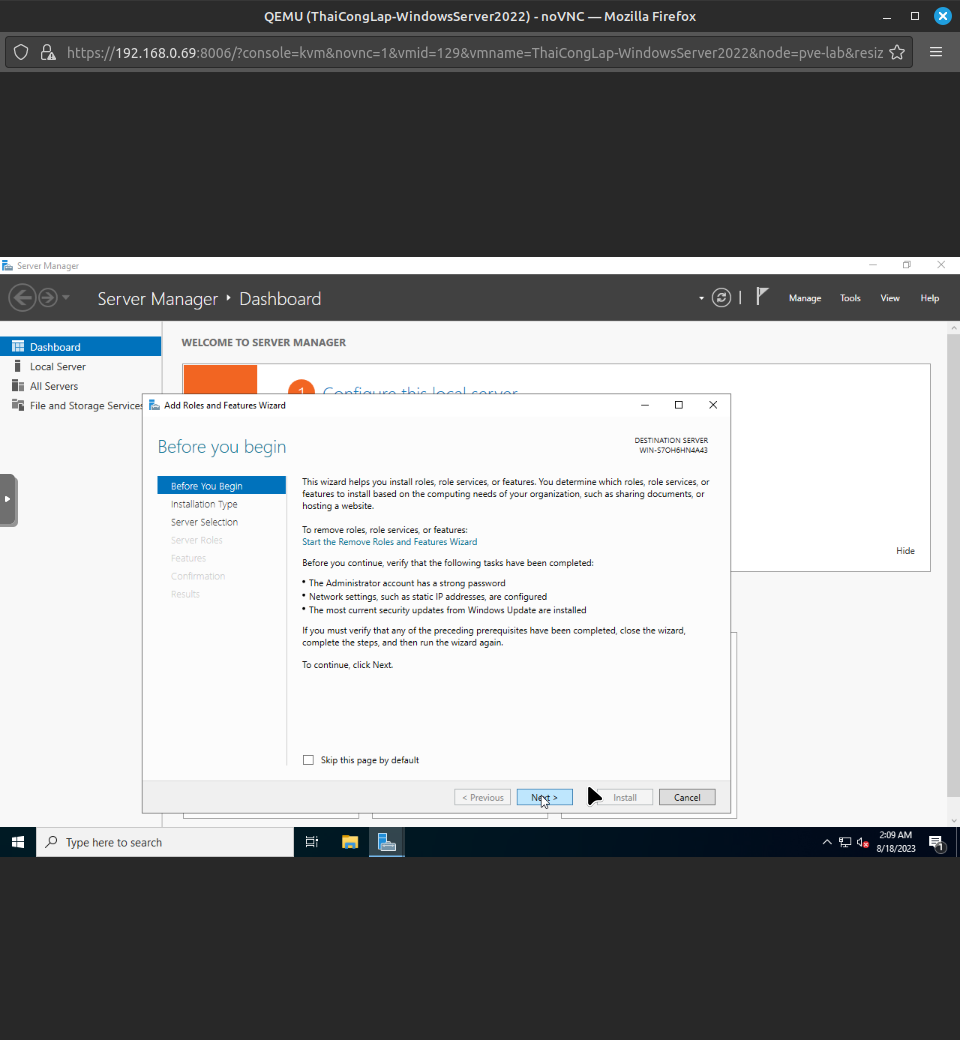 QEMU (ThaiCongLap-WindowsServer2022) - noVNC — Mozilla Firefox
https://192.168.0.69:8006/?console=kvm&novnc=1&vmid=129&vmname=ThaiCongLap-WindowsServer2022&node=pve-lab&resiz
Server Manager
Server Manager ‣ Dashboard
Manage
Tools
View
Help
Dashboard
Local Server
All Servers
File and Storage Services
WELCOME TO SERVER MANAGER
1 Configure this local server
Hide
Add Roles and Features Wizard
Before you begin
DESTINATION SERVER
WIN-S7OH6HN4A43
Before You Begin
Installation Type
Server Selection
Server Roles
Features
Confirmation
Results
This wizard helps you install roles, role services, or features. You determine which roles, role services, or
features to install based on the computing needs of your organization, such as sharing documents, or
hosting a website.
To remove roles, role services, or features:
Start the Remove Roles and Features Wizard
Before you continue, verify that the following tasks have been completed:
• The Administrator account has a strong password
• Network settings, such as static IP addresses, are configured
• The most current security updates from Windows Update are installed
If you must verify that any of the preceding prerequisites have been completed, close the wizard,
complete the steps, and then run the wizard again.
To continue, click Next.
Skip this page by default
< Previous
Next >
Install
Cancel
Type here to search
2:09 AM
8/18/2023
1